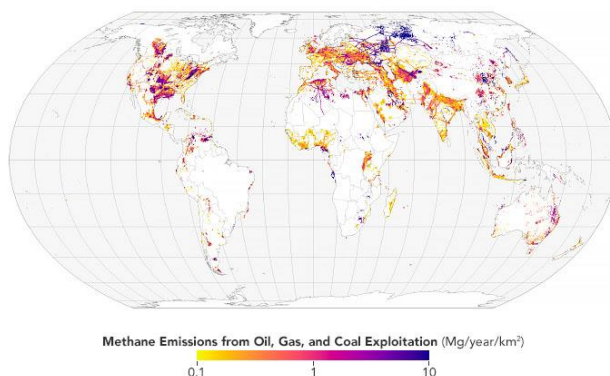 Methane Emissions from Oil, Gas, and Coal Exploitation (Mg/year/km²)
0.1 1 10